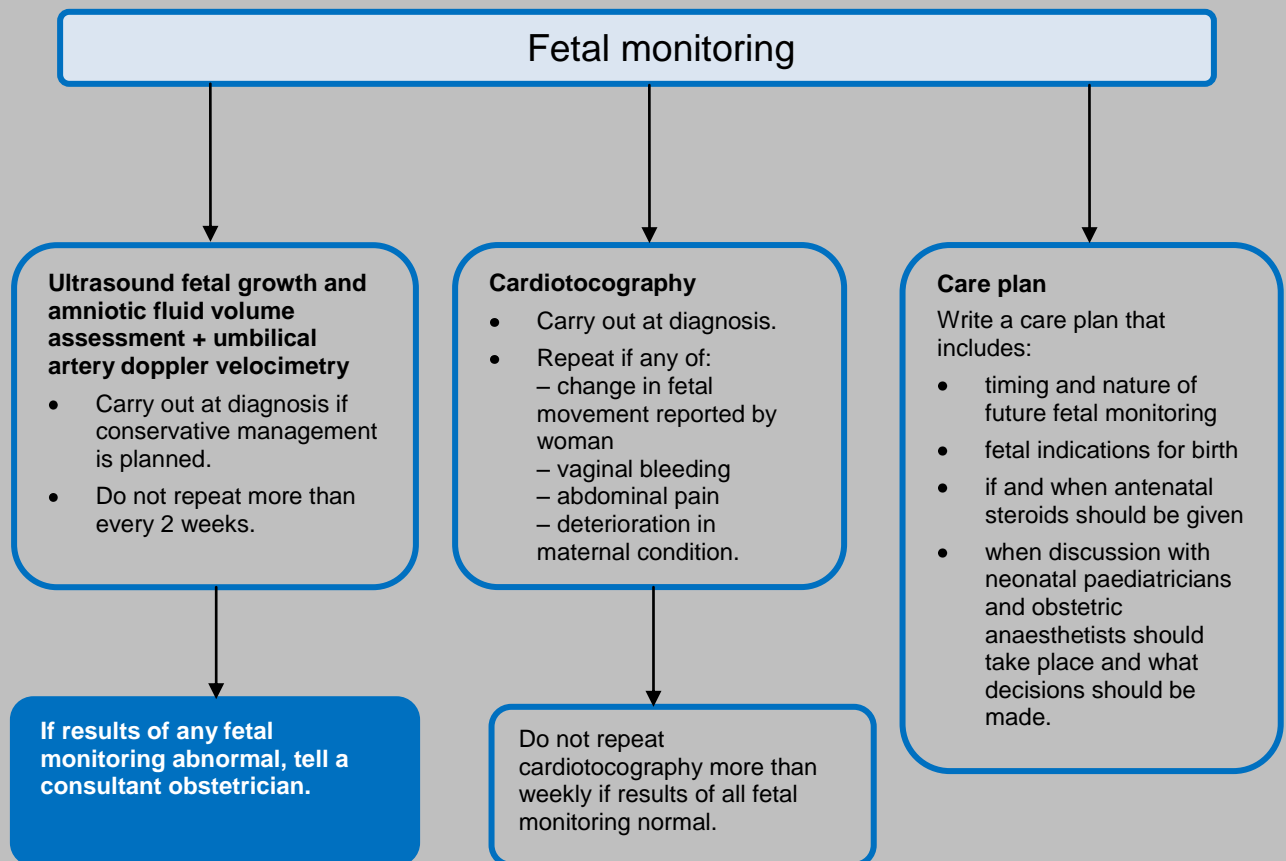 Fetal monitoring
Ultrasound fetal growth and
amniotic fluid volume
assessment + umbilical
artery doppler velocimetry
• Carry out at diagnosis if
conservative management
is planned.
• Do not repeat more than
every 2 weeks.
If results of any fetal
monitoring abnormal, tell a
consultant obstetrician.
Cardiotocography
• Carry out at diagnosis.
• Repeat if any of:
– change in fetal
movement reported by
woman
– vaginal bleeding
– abdominal pain
– deterioration in
maternal condition.
Do not repeat
cardiotocography more than
weekly if results of all fetal
monitoring normal.
Care plan
Write a care plan that
includes:
• timing and nature of
future fetal monitoring
• fetal indications for birth
• if and when antenatal
steroids should be given
• when discussion with
neonatal paediatricians
and obstetric
anaesthetists should
take place and what
decisions should be
made.